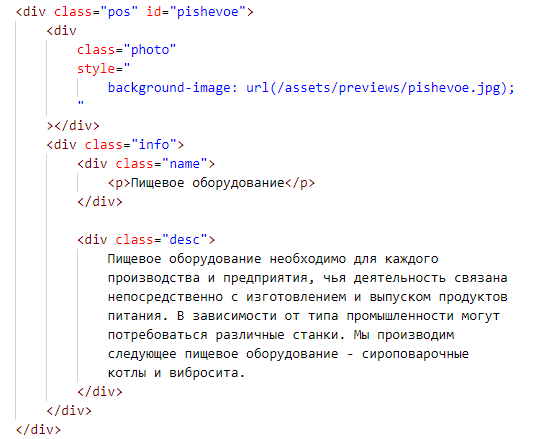 <div class="pos" id="pishevoe">
<div
class="photo"
style="
background-image: url(/assets/previews/pishevoe.jpg);
"
></div>
<div class="info">
<div class="name">
<p>Пищевое оборудование</p>
</div>
<div class="desc">
Пищевое оборудование необходимо для каждого
производства и предприятия, чья деятельность связана
непосредственно с изготовлением и выпуском продуктов
питания. В зависимости от типа промышленности могут
потребоваться различные станки. Мы производим
следующее пищевое оборудование - сироповарочные
котлы и вибросита.
</div>
</div>
</div>